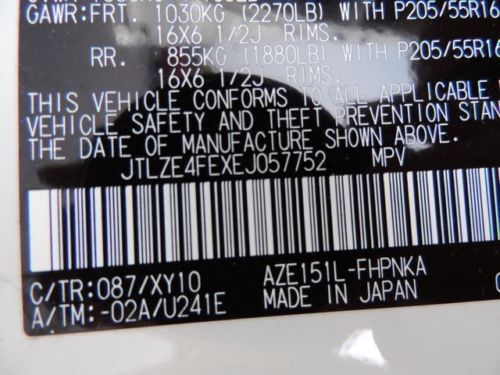 GAWR:FRT. 1030KG (2270LB) WITH P205/55R16
16X6 1/2J RIMS.
RR. 855KG (1880LB) WITH P205/55R16
16X6 1/2J RIMS.
THIS VEHICLE CONFORMS TO ALL APPLICABLE
VEHICLE SAFETY AND THEFT PREVENTION STAN
THE DATE OF MANUFACTURE SHOWN ABOVE.
JTLZE4FEXEJ057752 MPV
C/TR:087/XY10 AZE151L-FHPNKA
A/TM:-02A/U241E MADE IN JAPAN